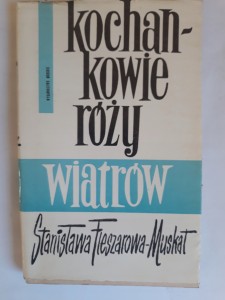 kochan-
kowie
róży
wiatrów
Stanisława Fleszarowa-Muskat